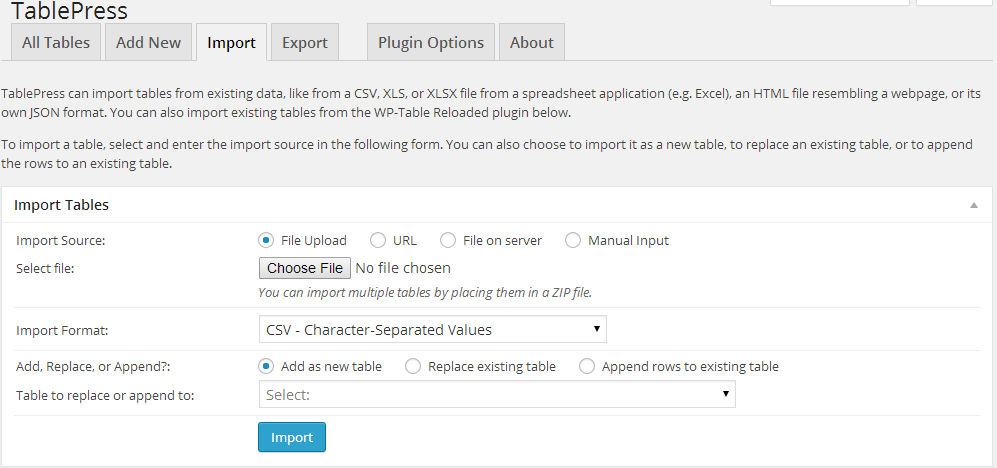 TablePress
All Tables Add New Import Export Plugin Options About
TablePress can import tables from existing data, like from a CSV, XLS, or XLSX file from a spreadsheet application (e.g. Excel), an HTML file resembling a webpage, or its
own JSON format. You can also import existing tables from the WP-Table Reloaded plugin below.
To import a table, select and enter the import source in the following form. You can also choose to import it as a new table, to replace an existing table, or to append
the rows to an existing table.
Import Tables
Import Source: File Upload URL File on server Manual Input
Select file: Choose File No file chosen
You can import multiple tables by placing them in a ZIP file.
Import Format: CSV - Character-Separated Values
Add, Replace, or Append?: Add as new table Replace existing table Append rows to existing table
Table to replace or append to: Select:
Import